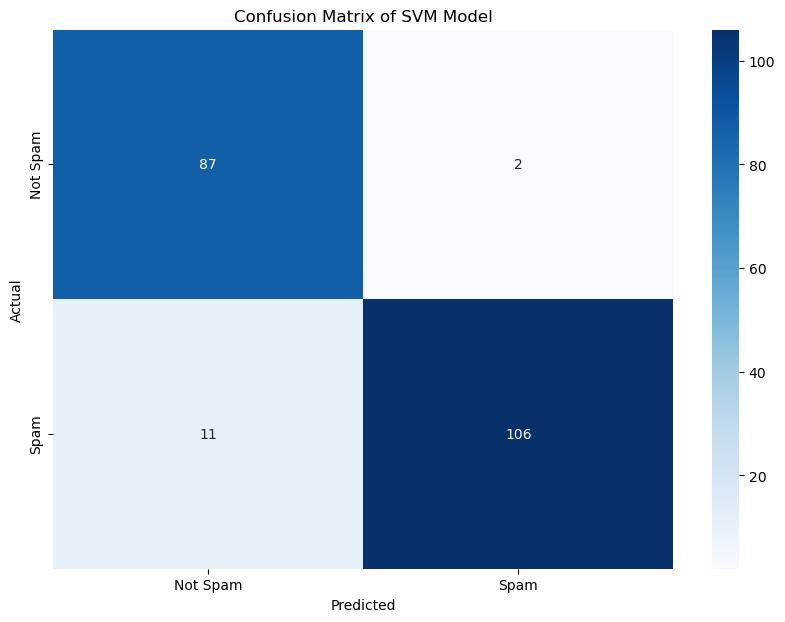 Confusion Matrix of SVM Model
Actual
Not Spam
Spam
87
2
11
106
Not Spam
Spam
Predicted
100
80
60
40
20